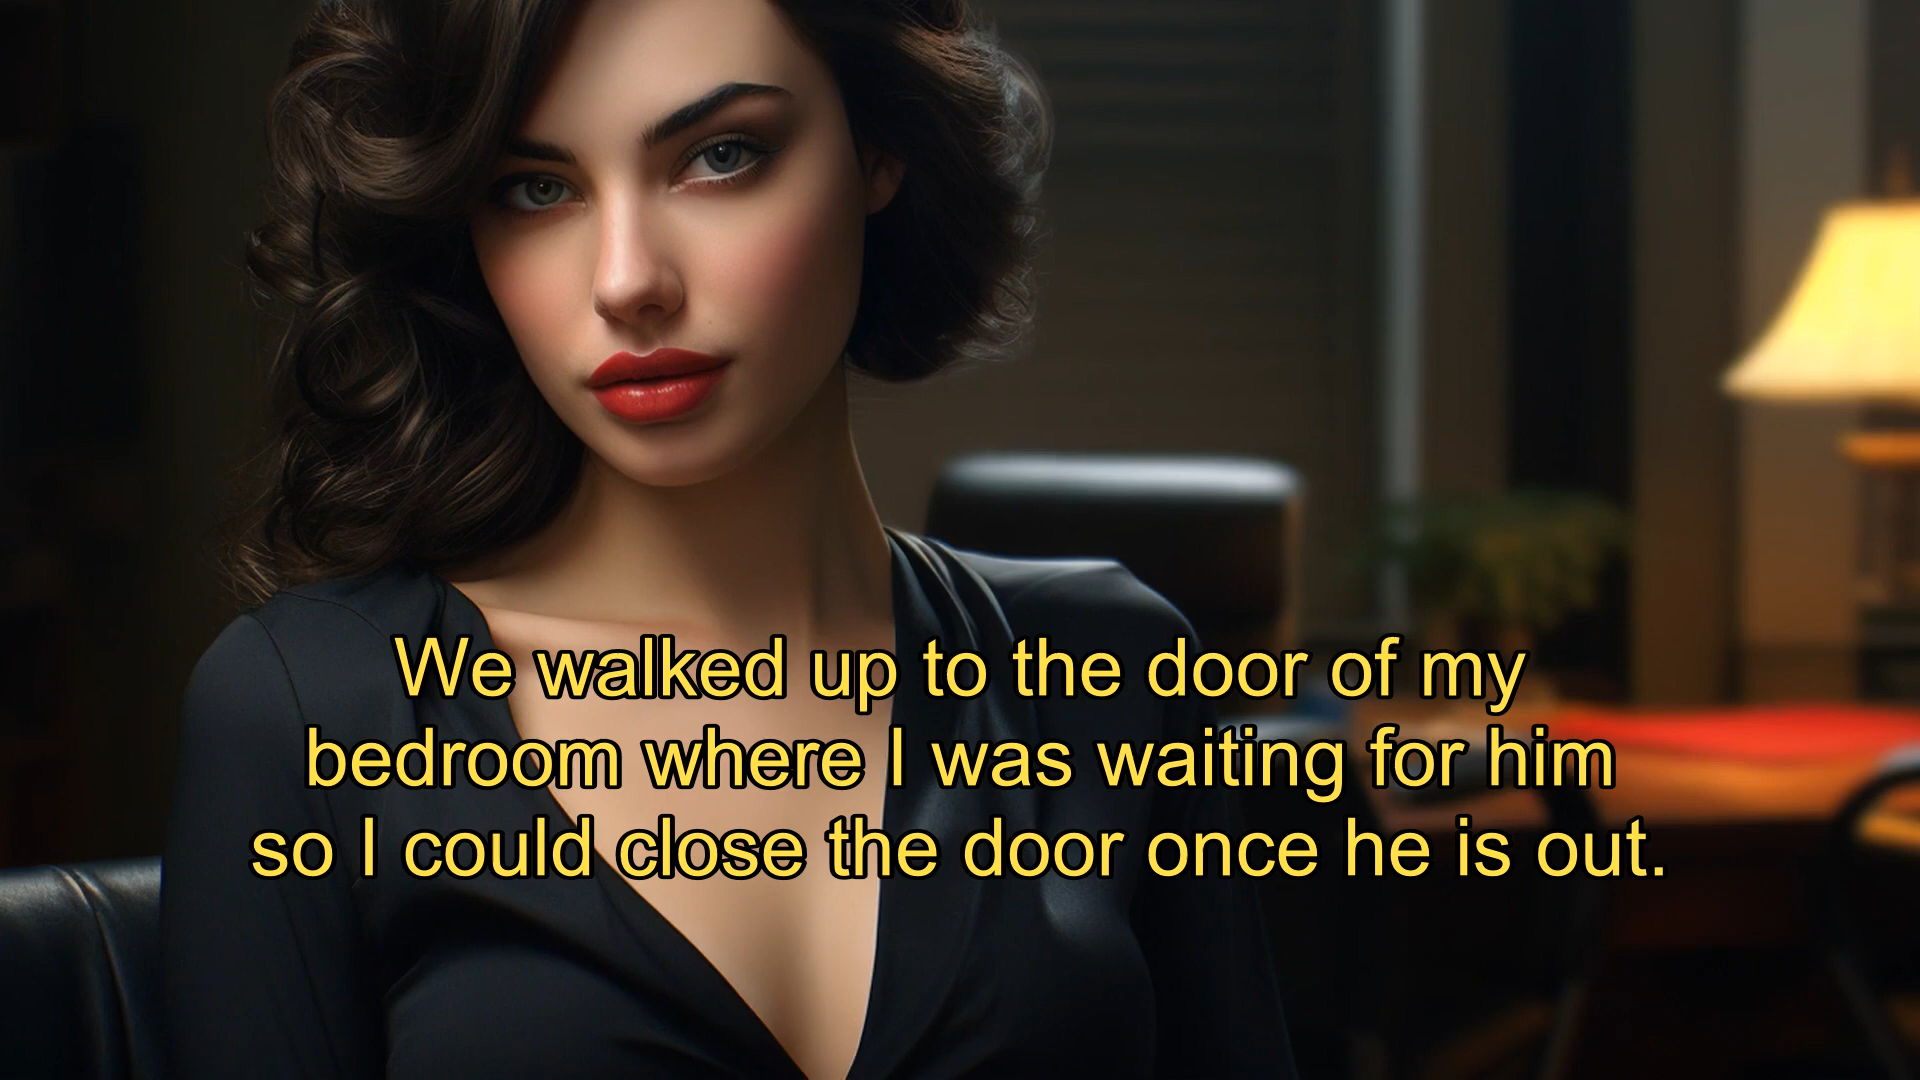 We walked up to the door of my
bedroom where I was waiting for him
so I could close the door once he is out.